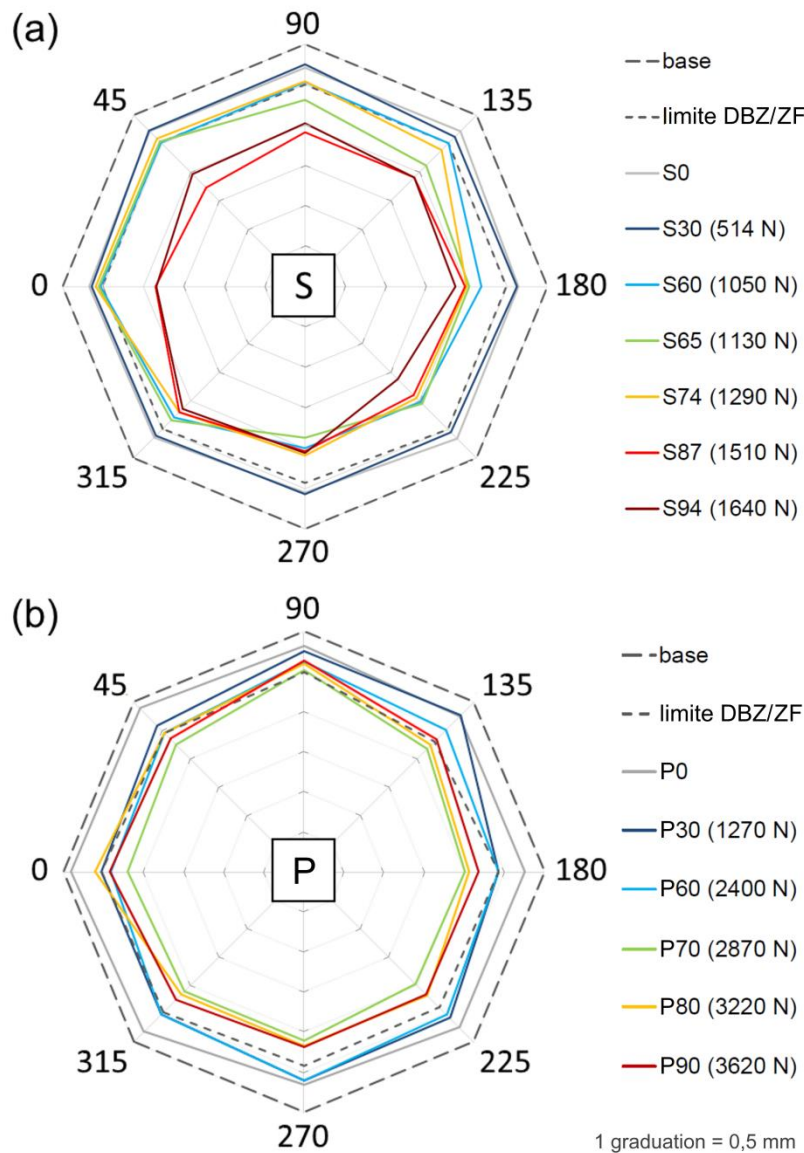 (a)
90
45
135
0
S
180
315
225
270
base
limite DBZ/ZF
S0
S30 (514 N)
S60 (1050 N)
S65 (1130 N)
S74 (1290 N)
S87 (1510 N)
S94 (1640 N)
(b)
90
45
135
0
P
180
315
225
270
base
limite DBZ/ZF
P0
P30 (1270 N)
P60 (2400 N)
P70 (2870 N)
P80 (3220 N)
P90 (3620 N)
1 graduation = 0,5 mm